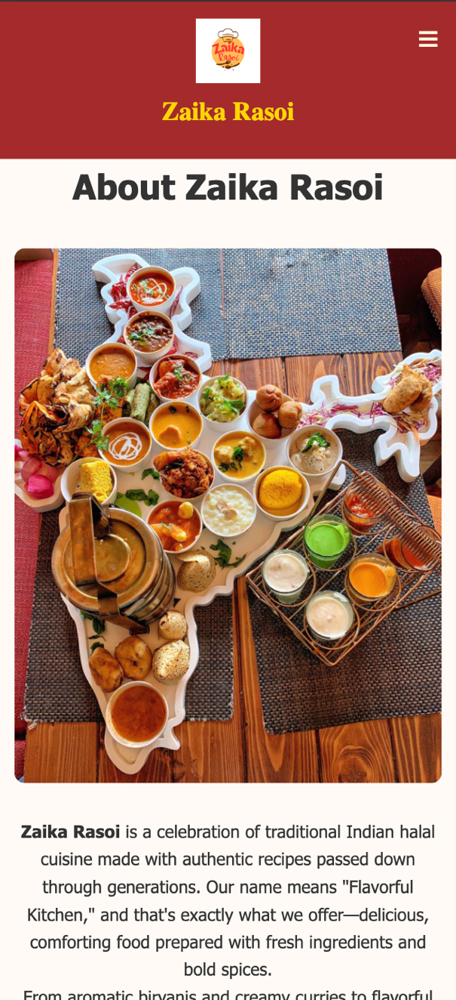 Zaika
Rasoi
Zaika Rasoi
About Zaika Rasoi
Zaika Rasoi is a celebration of traditional Indian halal
cuisine made with authentic recipes passed down
through generations. Our name means "Flavorful
Kitchen," and that's exactly what we offer—delicious,
comforting food prepared with fresh ingredients and
bold spices.
From aromatic biryanis and creamy curries to flavorful